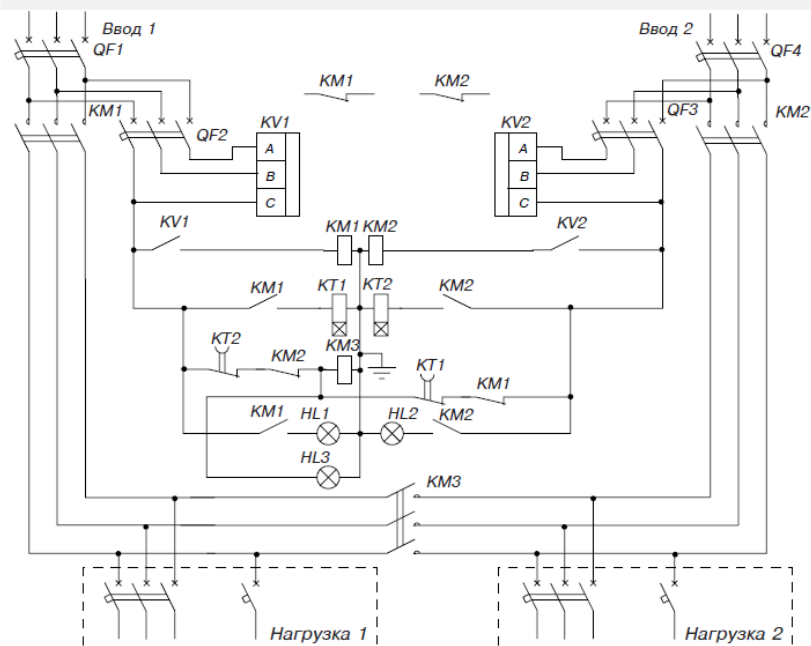 Ввод 1
Ввод 2
QF1
QF4
KM1
KM2
KM1
KV1
KV2
QF3
KM2
QF2
A
A
B
B
C
C
KV1
KM1
KM2
KV2
KM1
KT1
KT2
KM2
KT2
KM2
KM3
KT1
KM1
KM1
HL1
HL2
KM2
HL3
KM3
Нагрузка 1
Нагрузка 2